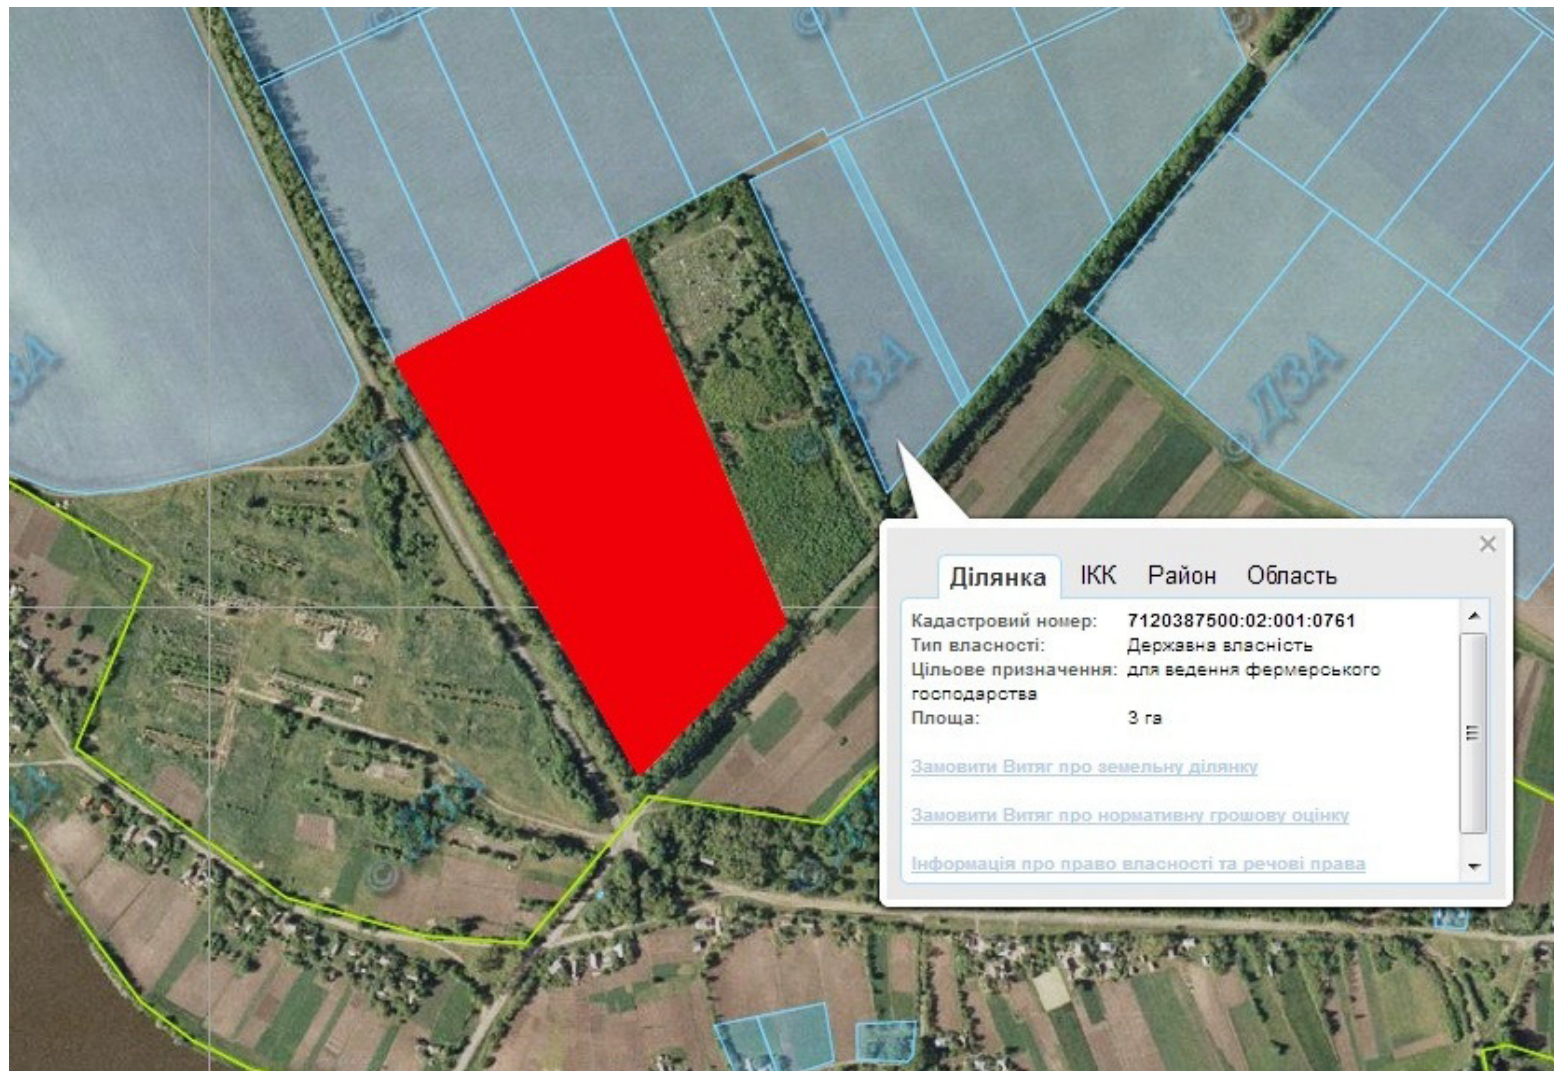 © ДЗА
ДЗА
ДЗА
Ділянка ІКК Район Область
Кадастровий номер: 7120387500:02:001:0761
Тип власності: Державна власність
Цільове призначення: для ведення фермерського
господарства
Площа: 3 га
Замовити Витяг про земельну ділянку
Замовити Витяг про нормативну грошову оцінку
Інформація про право власності та речові права